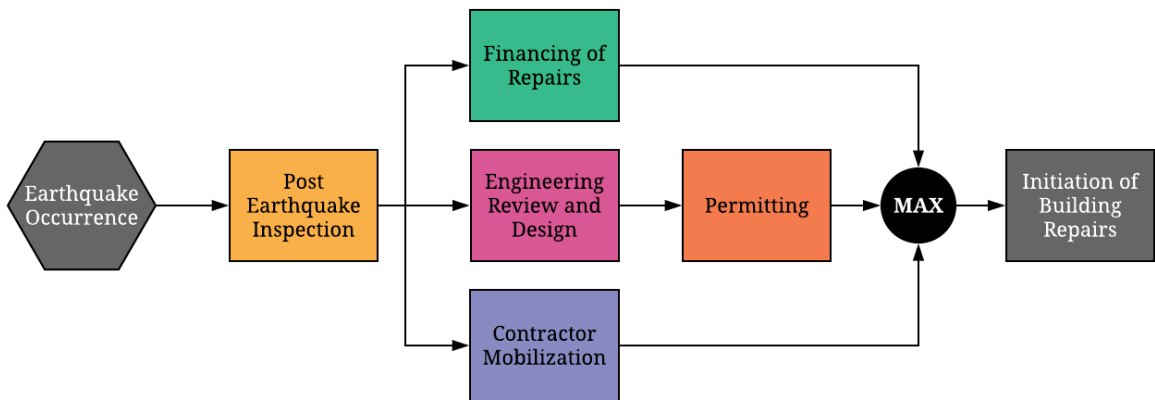 Earthquake
Occurrence
Post
Earthquake
Inspection
Financing of
Repairs
Engineering
Review and
Design
Permitting
Contractor
Mobilization
MAX
Initiation of
Building
Repairs